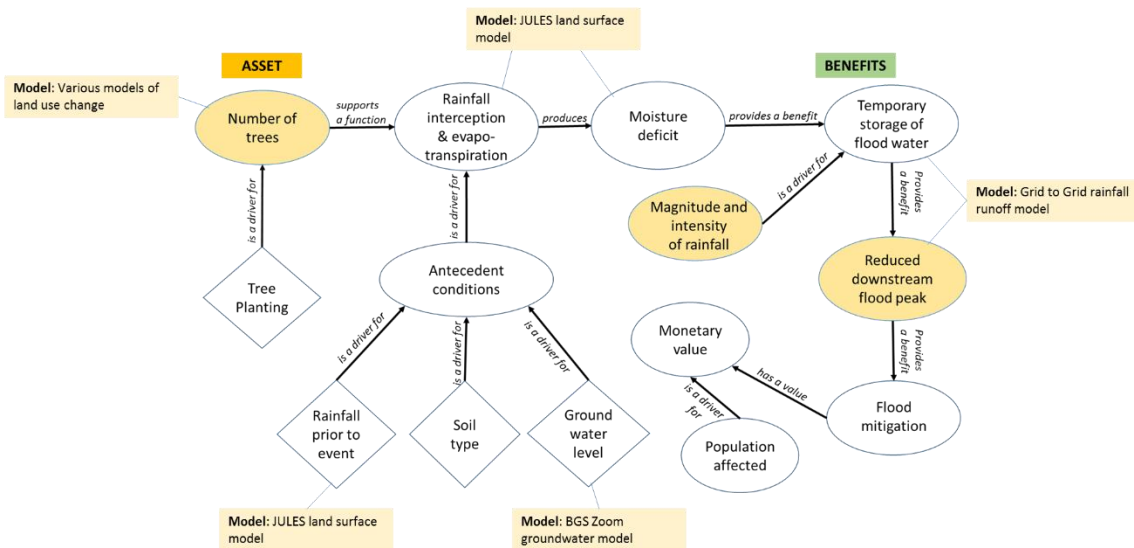 Model: JULES land surface
model
ASSET
BENEFITS
Model: Various models of
land use change
Number of
trees
supports
a function
Rainfall
interception
& evapo-
transpiration
produces
Moisture
deficit
provides a benefit
Temporary
storage of
flood water
is a driver for
Magnitude and
intensity
of rainfall
is a driver for
Provides
a benefit
Model: Grid to Grid rainfall
runoff model
is a driver for
Tree
Planting
Antecedent
conditions
Reduced
downstream
flood peak
is a driver for
is a driver for
is a driver for
Monetary
value
Provides
a benefit
has a value
is a driver
for
Rainfall
prior to
event
Soil
type
Ground
water
level
Population
affected
Flood
mitigation
Model: JULES land surface
model
Model: BGS Zoom
groundwater model